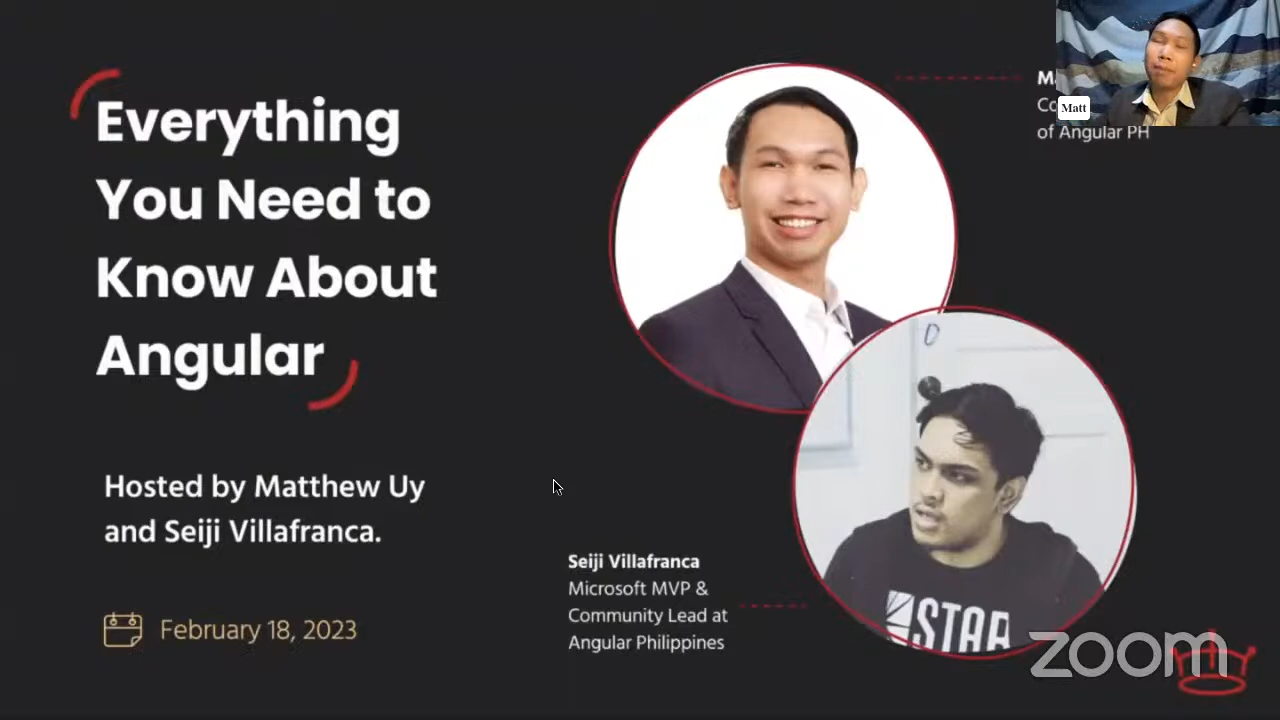 Everything
You Need to
Know About
Angular
Hosted by Matthew Uy
and Seiji Villafranca.
February 18, 2023
of Angular PH
Matt
Seiji Villafranca
Microsoft MVP &
Community Lead at
Angular Philippines
STAR
zoom